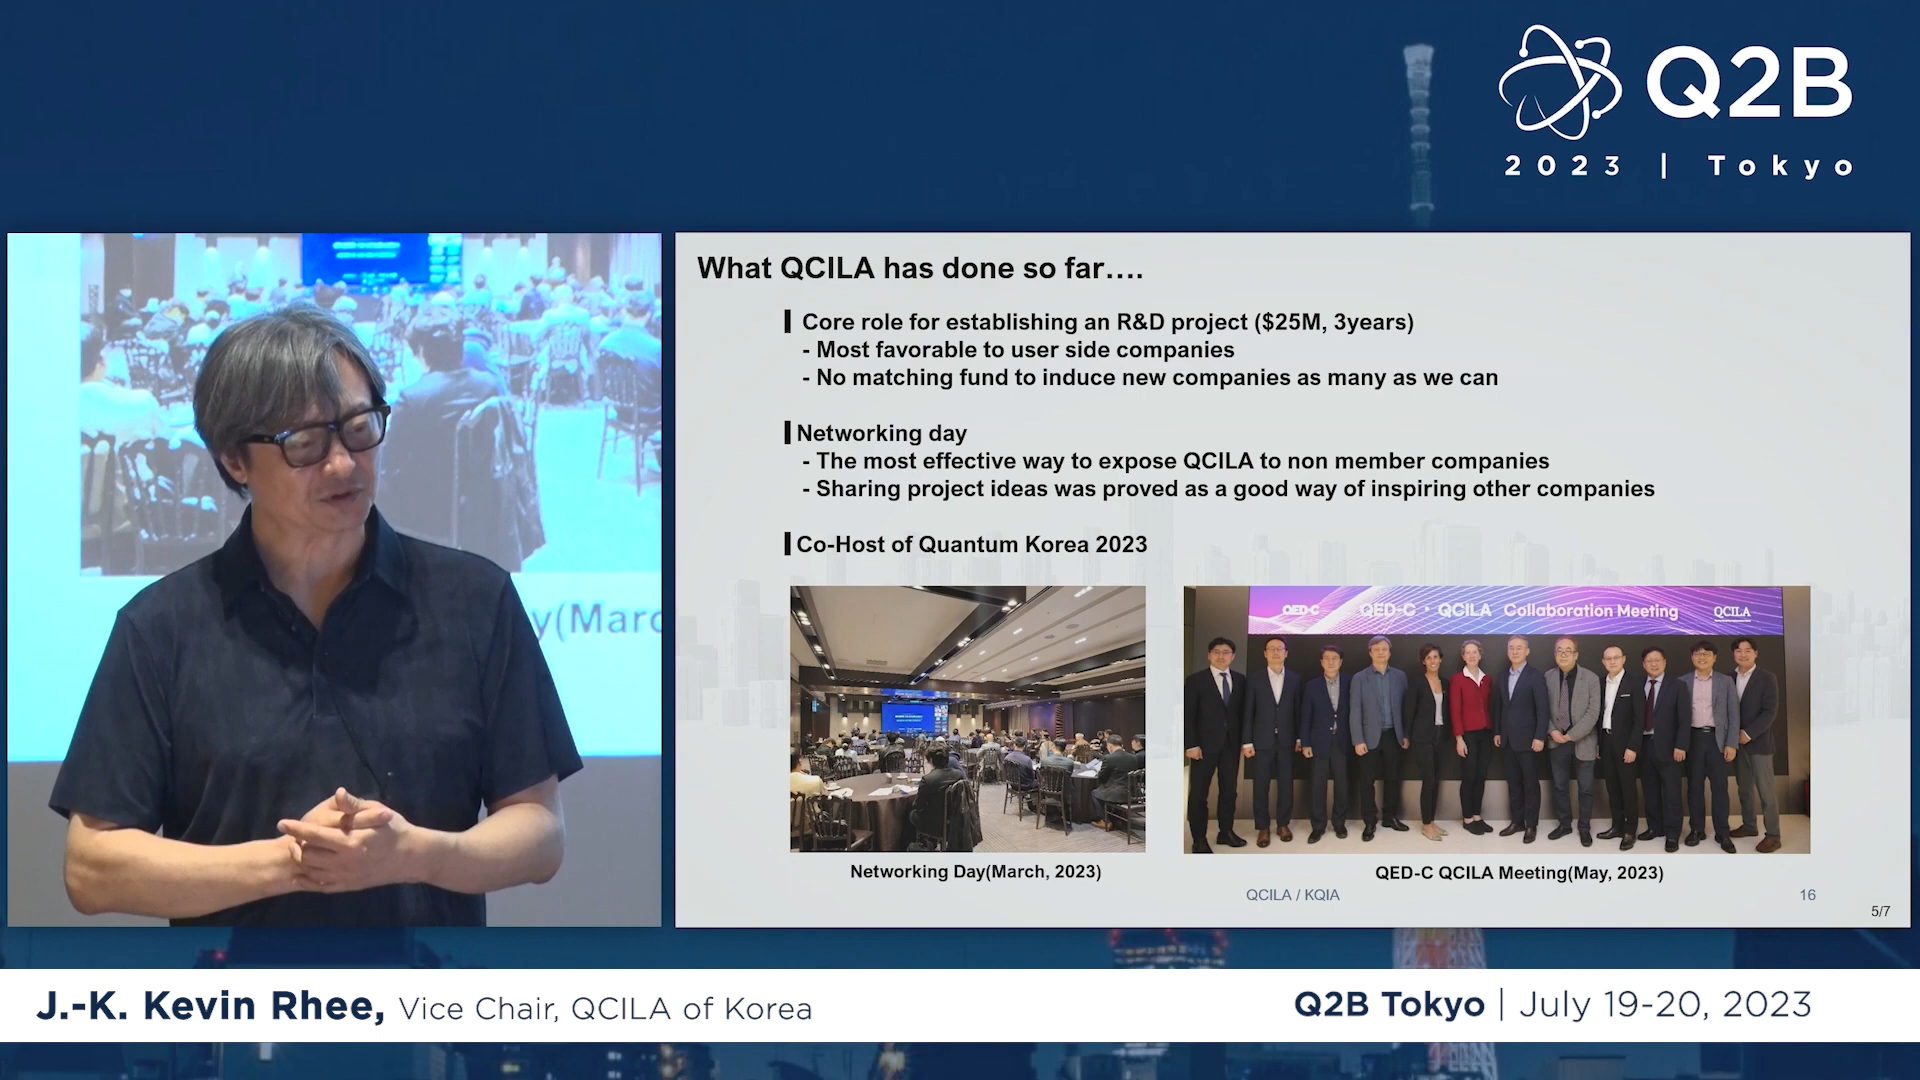 Q2B
2023 | Tokyo
What QCILA has done so far....
Core role for establishing an R&D project ($25M, 3years)
- Most favorable to user side companies
- No matching fund to induce new companies as many as we can
Networking day
- The most effective way to expose QCILA to non member companies
- Sharing project ideas was proved as a good way of inspiring other companies
Co-Host of Quantum Korea 2023
QED-C QED-C · QCILA Collaboration Meeting QCILA
Networking Day(March, 2023)
QED-C QCILA Meeting(May, 2023)
QCILA / KQIA
16
5/7
y(Marc
J.-K. Kevin Rhee, Vice Chair, QCILA of Korea
Q2B Tokyo | July 19-20, 2023